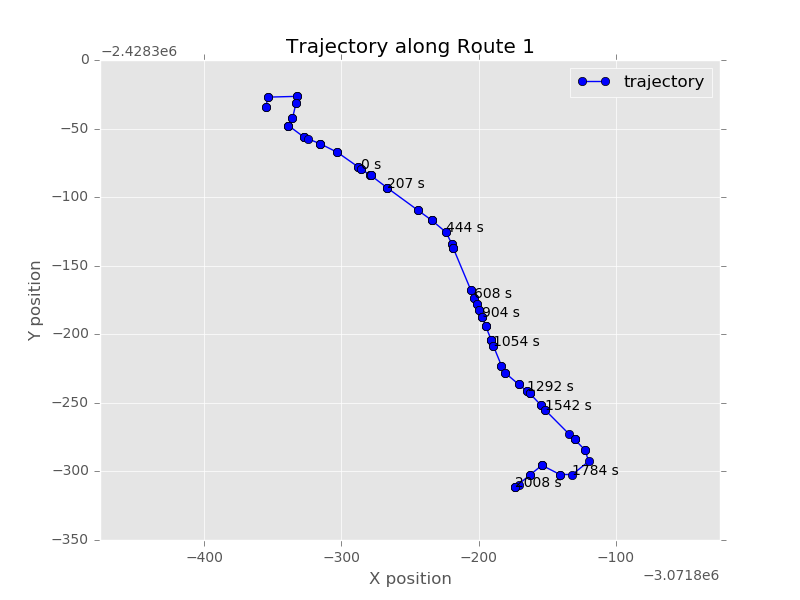 Trajectory along Route 1
−2.4283e6
trajectory
0
−50
−100
−150
−200
−250
−300
−350
Y position
0 s
207 s
444 s
608 s
904 s
1054 s
1292 s
1542 s
1784 s
2008 s
−400
−300
−200
−100
X position
−3.0718e6